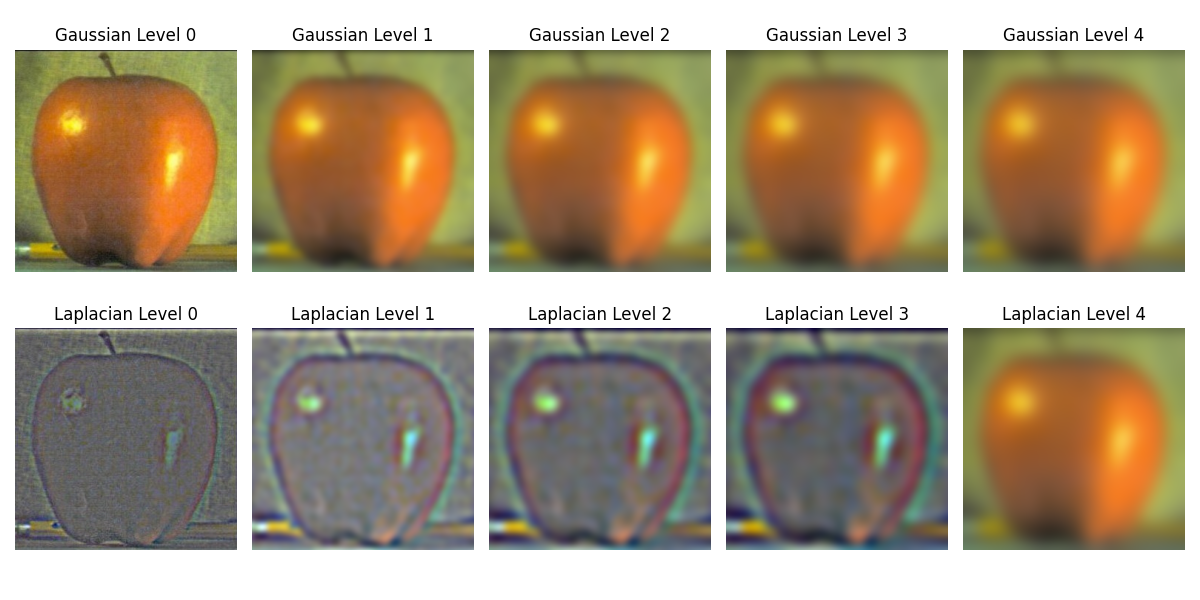 Gaussian Level 0
Gaussian Level 1
Gaussian Level 2
Gaussian Level 3
Gaussian Level 4
Laplacian Level 0
Laplacian Level 1
Laplacian Level 2
Laplacian Level 3
Laplacian Level 4